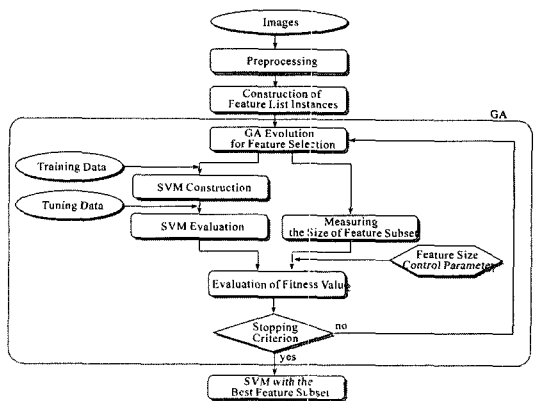 Images
Preprocessing
Construction of
Feature List Instances
GA
GA Evolution
for Feature Selection
Training Data
SVM Construction
Tuning Data
SVM Evaluation
Measuring
the Size of Feature Subset
Feature Size
Control Parameter
Evaluation of Fitness Value
Stopping
Criterion
no
yes
SVM with the
Best Feature Subset